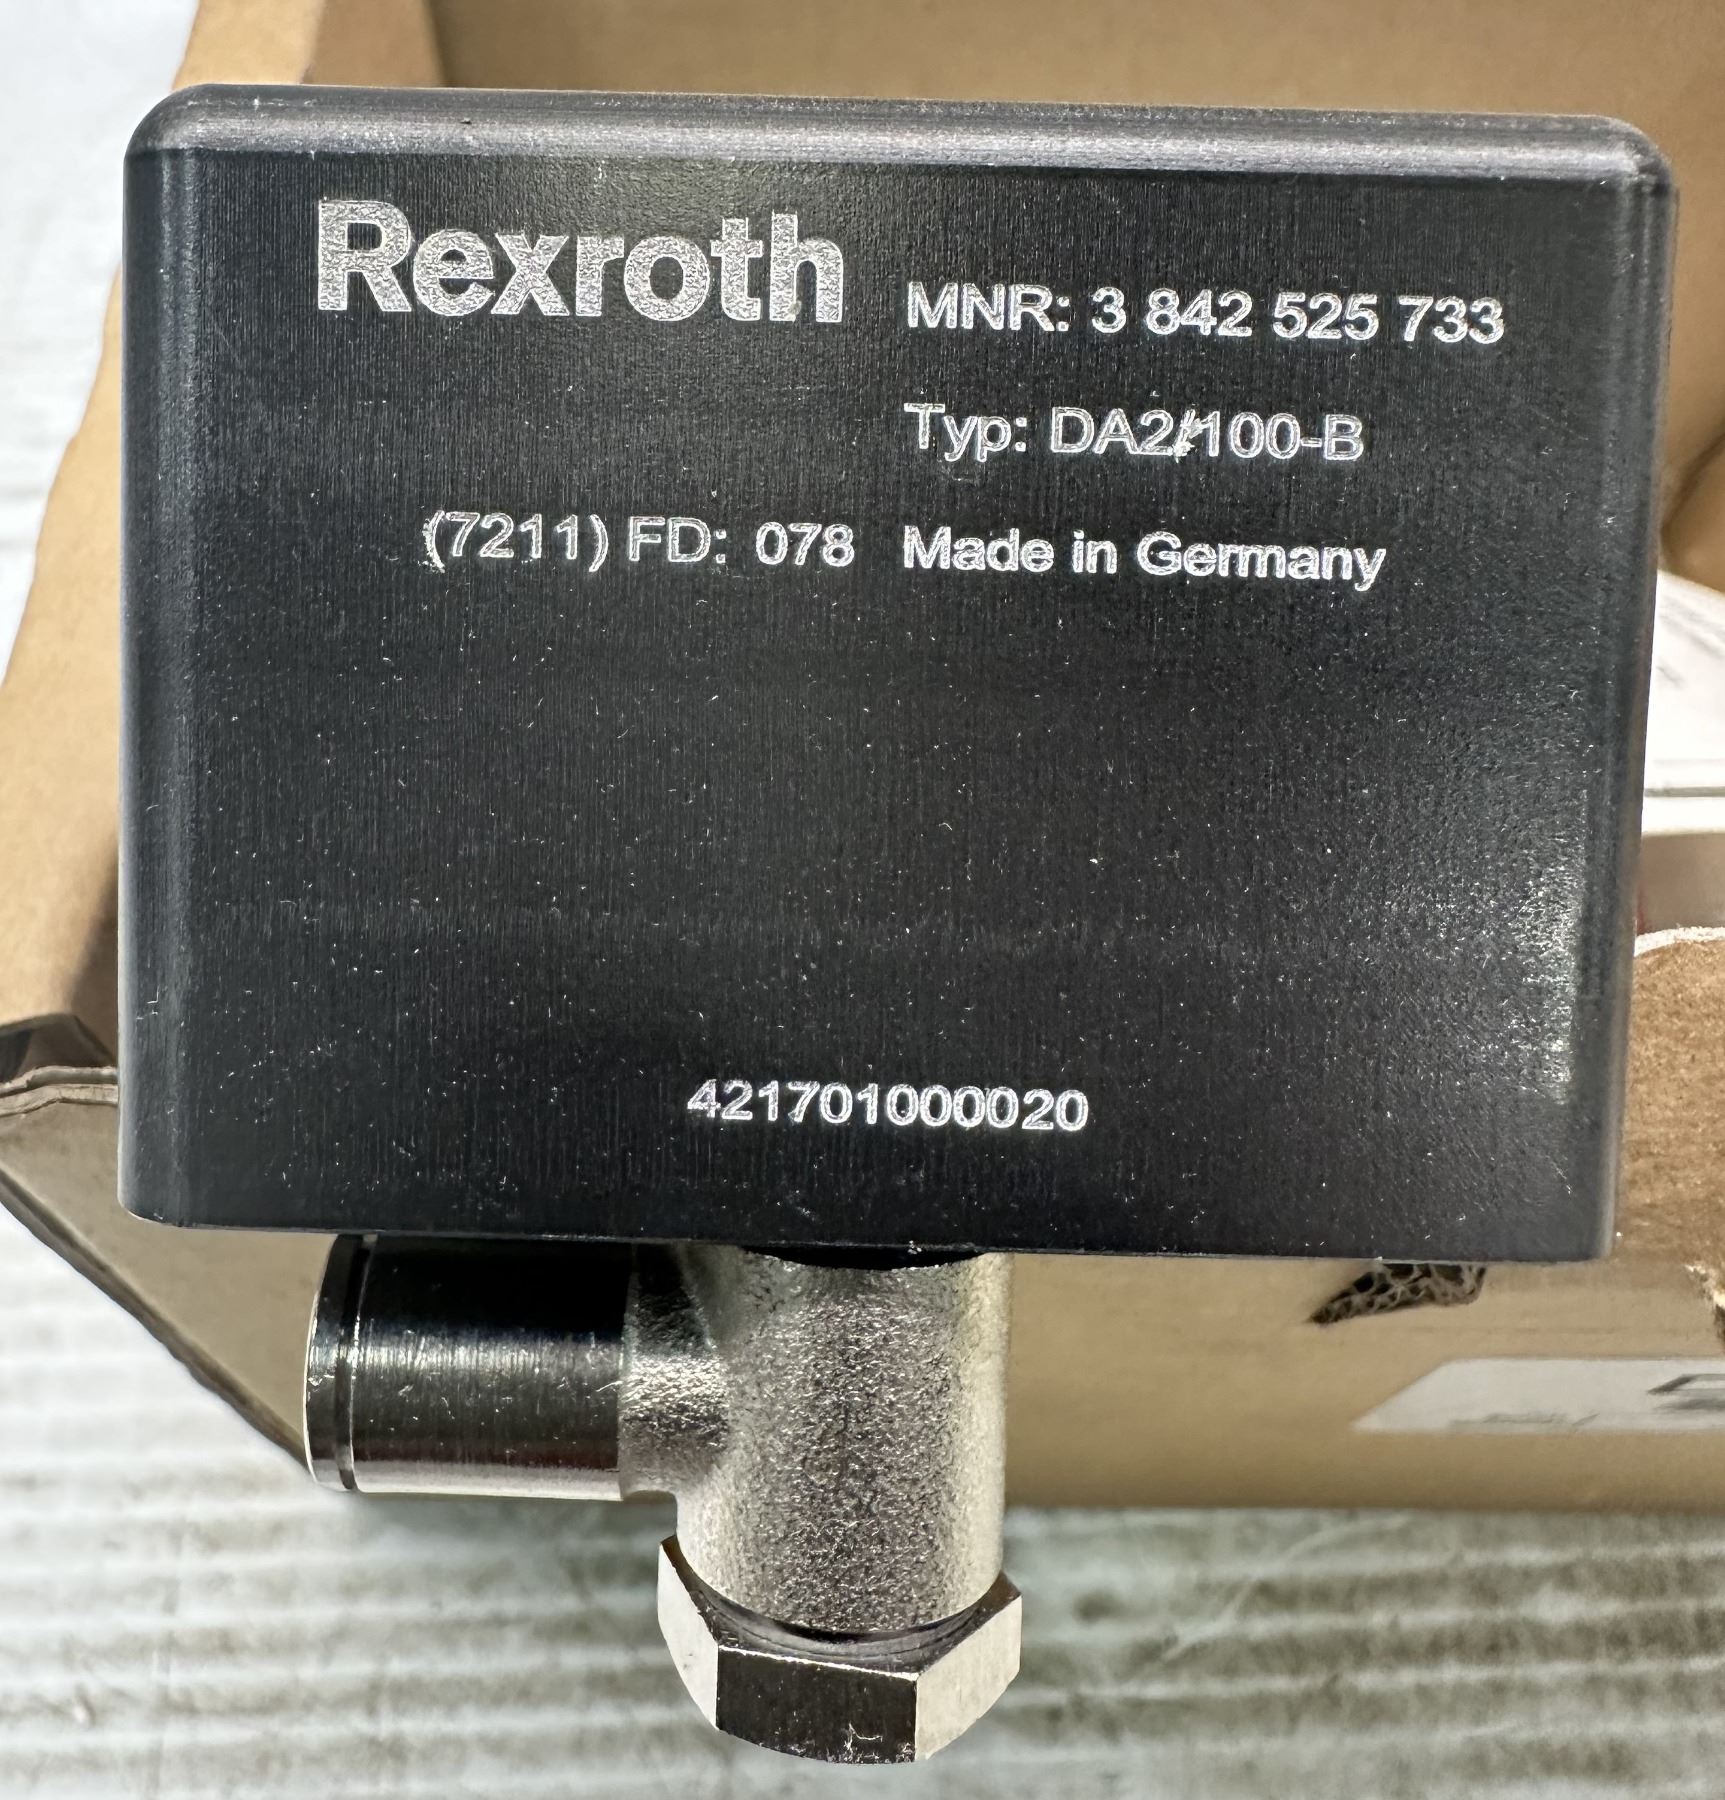 Rexroth
MNR: 3 842 525 733
Typ: DA2/100-B
(7211) FD: 078 Made in Germany
421701000020